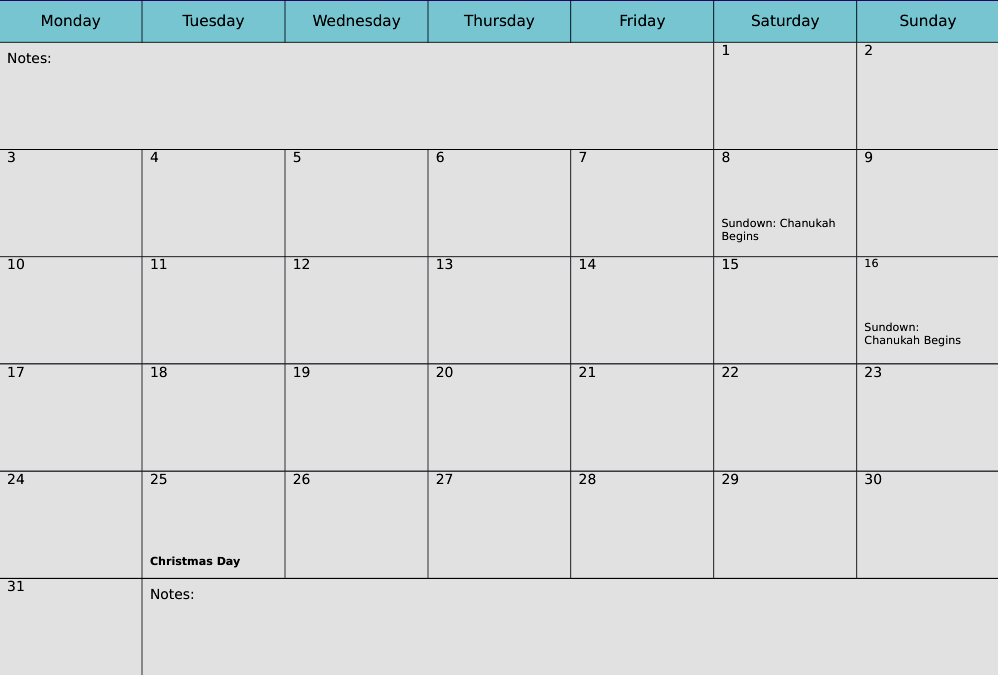 Monday Tuesday Wednesday Thursday Friday Saturday Sunday
Notes: 1 2
3 4 5 6 7 8 9
Sundown: Chanukah
Begins
10 11 12 13 14 15 16
Sundown:
Chanukah Begins
17 18 19 20 21 22 23
24 25 26 27 28 29 30
Christmas Day
31 Notes: